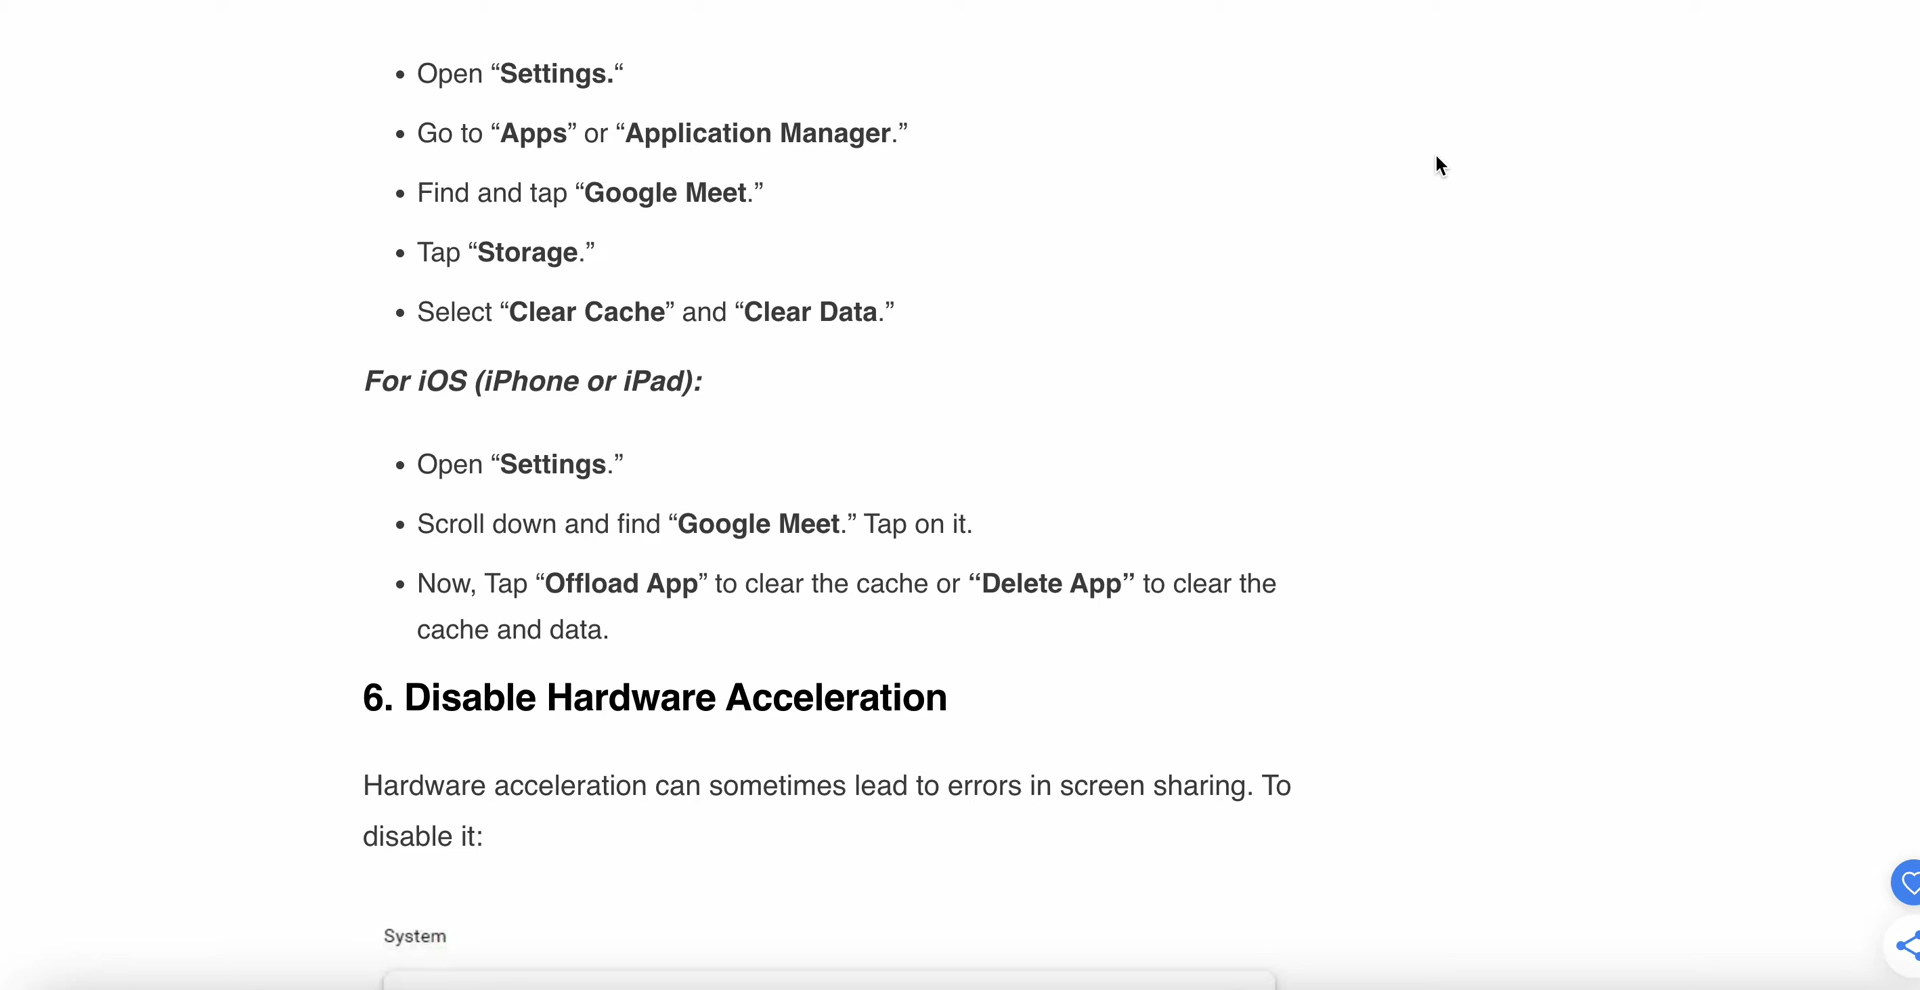 • Open “Settings.“
• Go to “Apps” or “Application Manager.”
• Find and tap “Google Meet.”
• Tap “Storage.”
• Select “Clear Cache” and “Clear Data.”
For iOS (iPhone or iPad):
• Open “Settings.”
• Scroll down and find “Google Meet.” Tap on it.
• Now, Tap “Offload App” to clear the cache or “Delete App” to clear the
cache and data.
6. Disable Hardware Acceleration
Hardware acceleration can sometimes lead to errors in screen sharing. To
disable it:
System